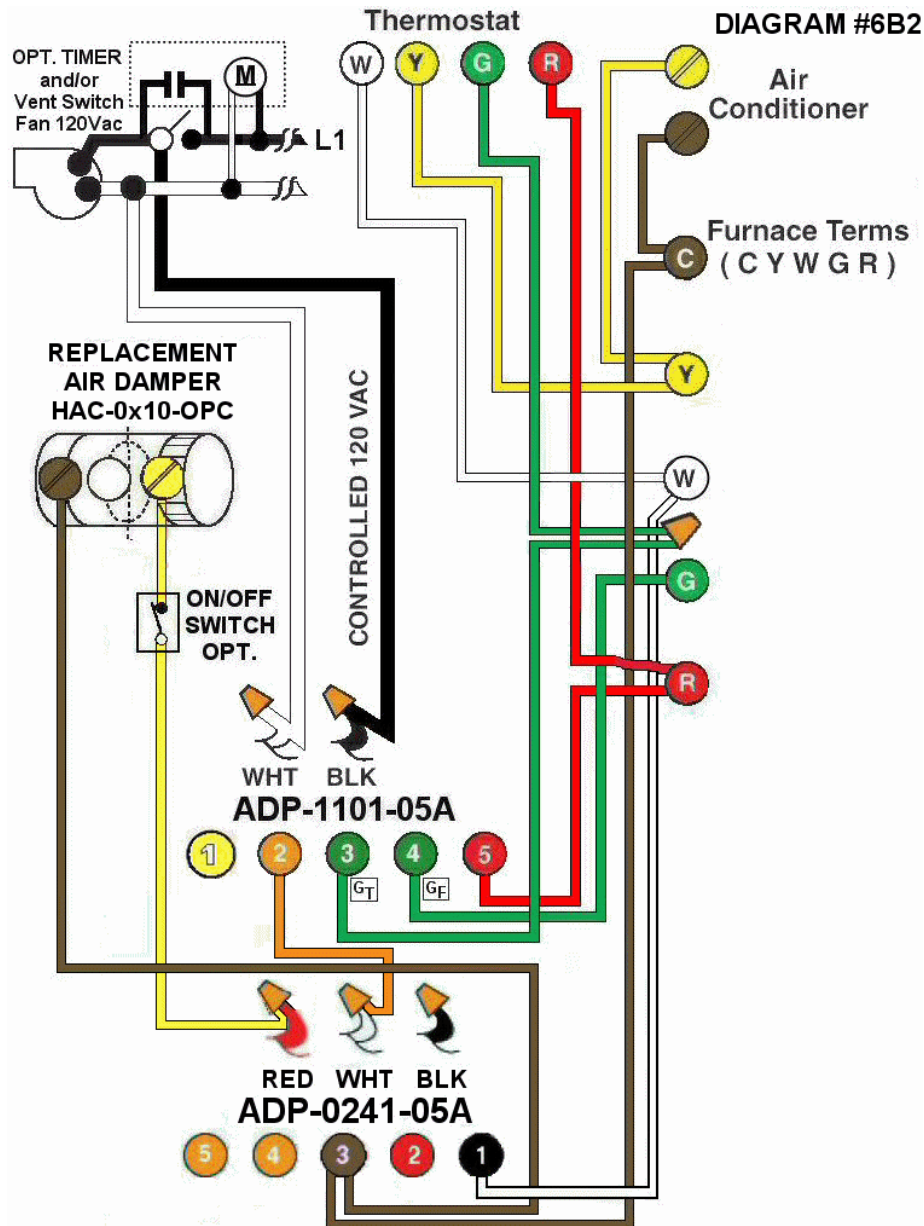 Thermostat
DIAGRAM #6B2
OPT. TIMER
and/or
Vent Switch
Fan 120Vac
M
L1
W
Y
G
R
Air
Conditioner
Furnace Terms
( C Y W G R )
C
Y
W
G
R
REPLACEMENT
AIR DAMPER
HAC-0x10-OPC
CONTROLLED 120 VAC
ON/OFF
SWITCH
OPT.
WHT BLK
ADP-1101-05A
1 2 3 4 5
GT GF
RED WHT BLK
ADP-0241-05A
5 4 3 2 1